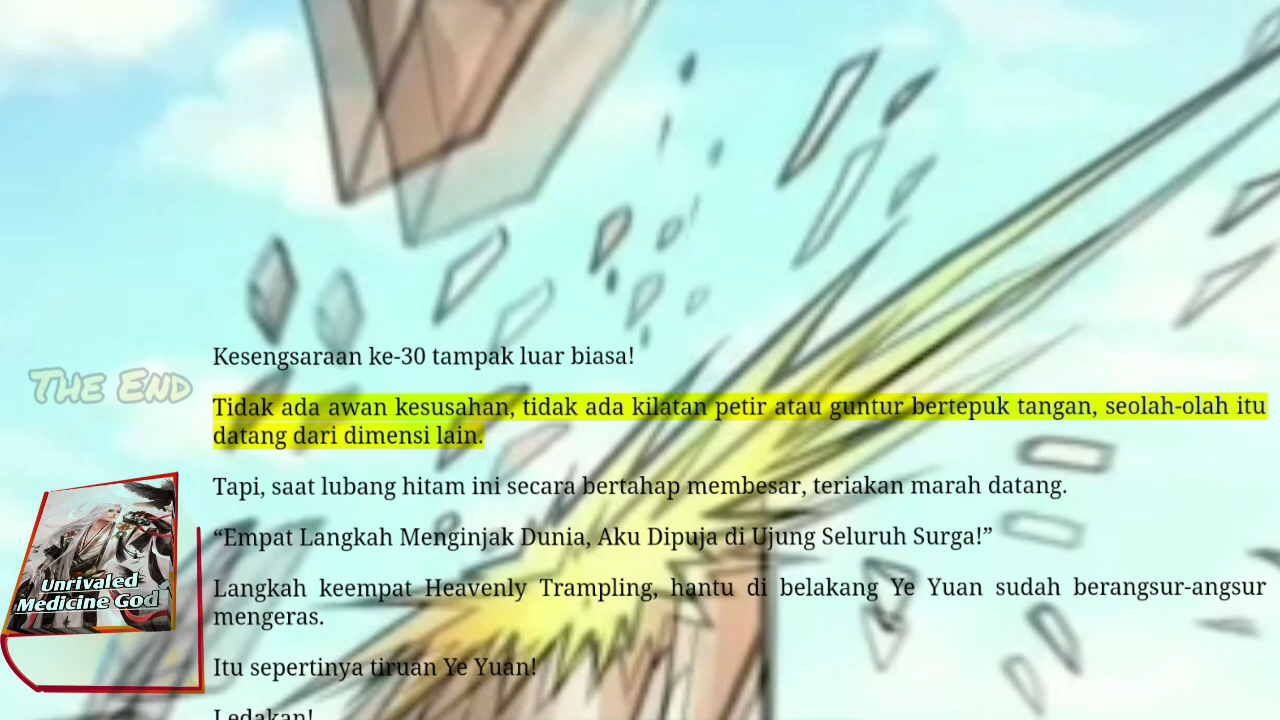 Kesengsaraan ke-30 tampak luar biasa!
The End
Tidak ada awan kesusahan, tidak ada kilatan petir atau guntur bertepuk tangan, seolah-olah itu
datang dari dimensi lain.
Tapi, saat lubang hitam ini secara bertahap membesar, teriakan marah datang.
“Empat Langkah Menginjak Dunia, Aku Dipuja di Ujung Seluruh Surga!”
Langkah keempat Heavenly Trampling, hantu di belakang Ye Yuan sudah berangsur-angsur
mengeras.
Itu sepertinya tiruan Ye Yuan!
Ledakan!
Unrivaled
Medicine God